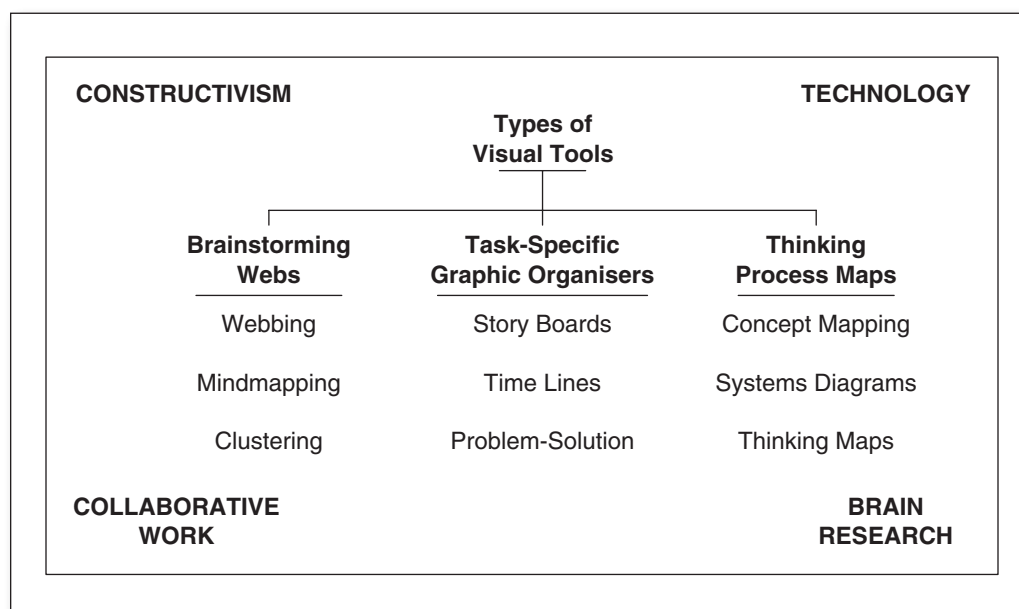 CONSTRUCTIVISM
TECHNOLOGY
Types of
Visual Tools
Brainstorming
Webs
Task-Specific
Graphic Organisers
Thinking
Process Maps
Webbing
Story Boards
Concept Mapping
Mindmapping
Time Lines
Systems Diagrams
Clustering
Problem-Solution
Thinking Maps
COLLABORATIVE
WORK
BRAIN
RESEARCH